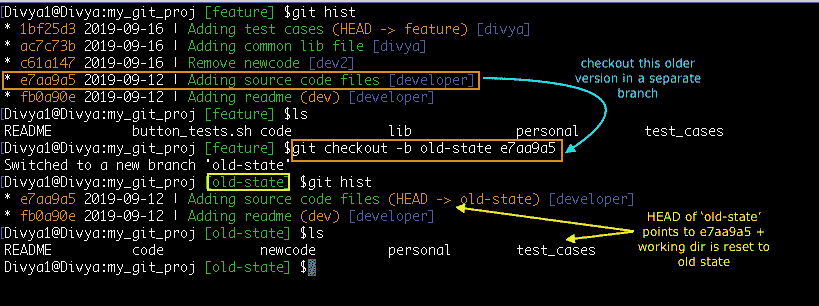 [Divya1@Divya:my_git_proj [feature] $git hist
* 1bf25d3 2019-09-16 | Adding test cases (HEAD -> feature) [divya]
* ac7c73b 2019-09-16 | Adding common lib file [divya]
* c61a147 2019-09-16 | Remove newcode [dev2]
* e7aa9a5 2019-09-12 | Adding source code files [developer]
* fb0a90e 2019-09-12 | Adding readme (dev) [developer]
checkout this older
version in a separate
branch
[Divya1@Divya:my_git_proj [feature] $ls
README button_tests.sh code lib personal test_cases
[Divya1@Divya:my_git_proj [feature] $git checkout -b old-state e7aa9a5
Switched to a new branch 'old-state'
[Divya1@Divya:my_git_proj [old-state] $git hist
* e7aa9a5 2019-09-12 | Adding source code files (HEAD -> old-state) [developer]
* fb0a90e 2019-09-12 | Adding readme (dev) [developer]
[Divya1@Divya:my_git_proj [old-state] $ls
README code newcode personal test_cases
Divya1@Divya:my_git_proj [old-state] $
HEAD of 'old-state'
points to e7aa9a5 +
working dir is reset to
old state